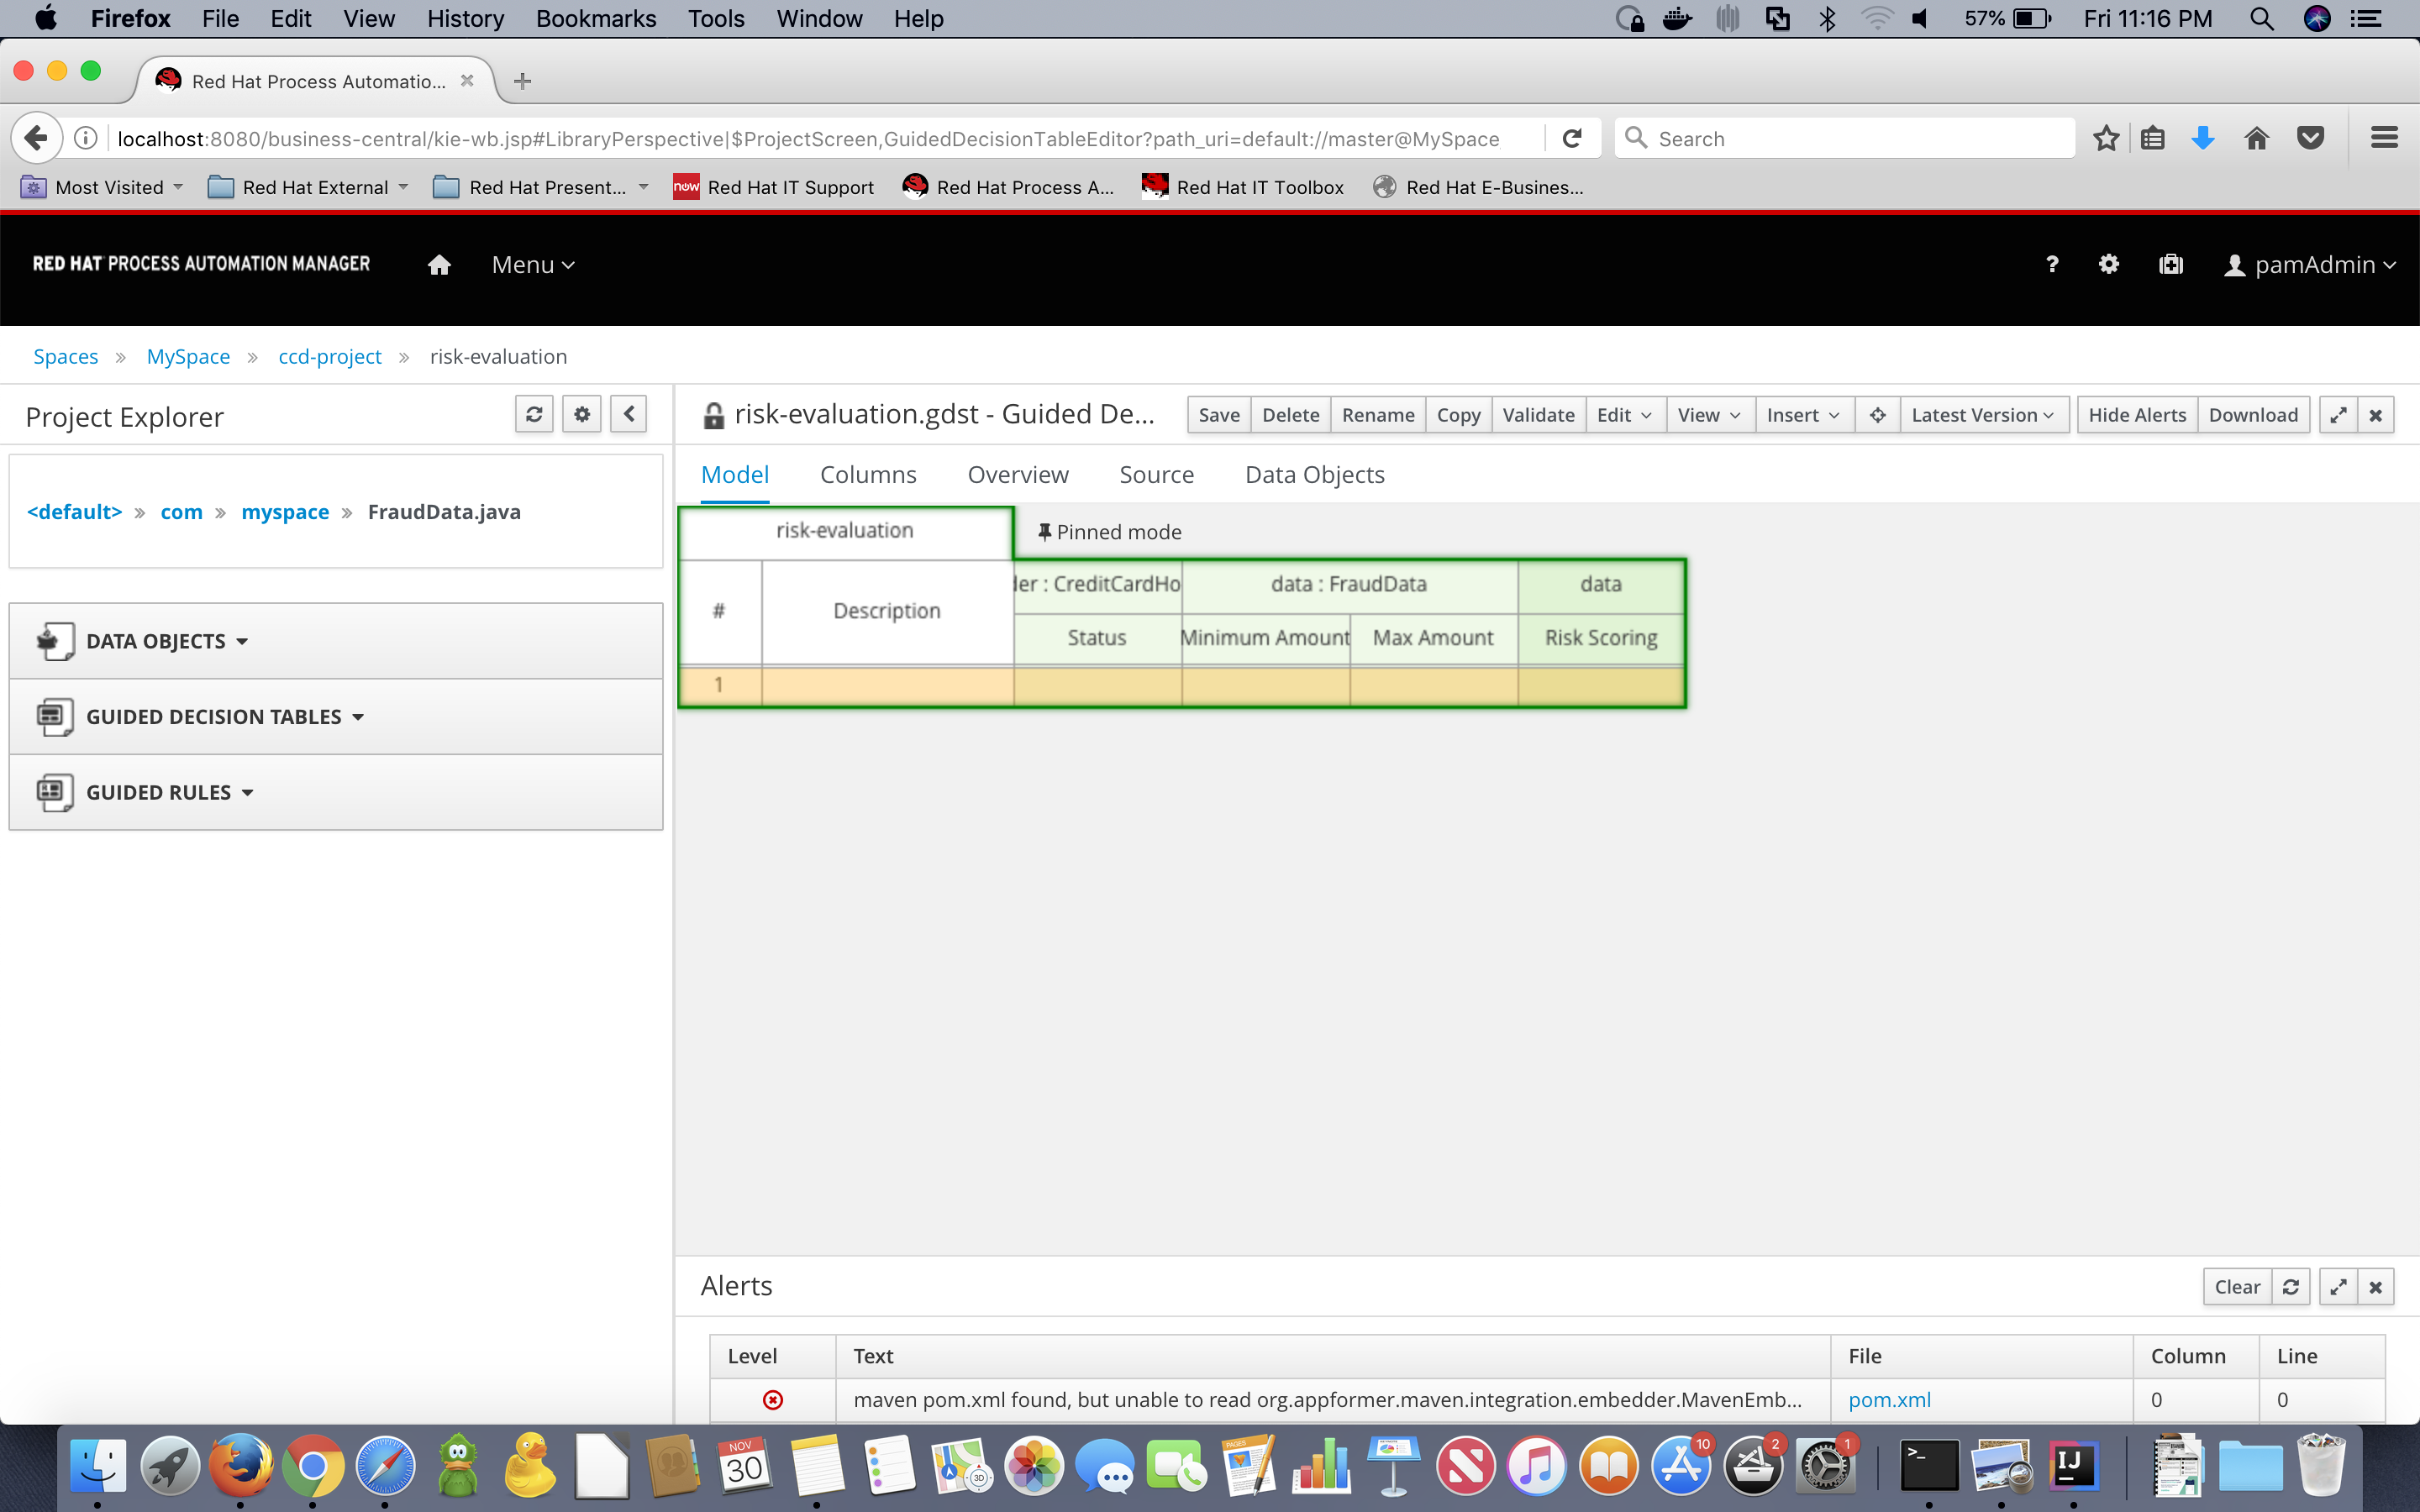 Firefox File Edit View History Bookmarks Tools Window Help 57% Fri 11:16 PM
Red Hat Process Automatio...
localhost:8080/business-central/kie-wb.jsp#LibraryPerspective|$ProjectScreen,GuidedDecisionTableEditor?path_uri=default://master@MySpace Search
Most Visited Red Hat External Red Hat Present... now Red Hat IT Support Red Hat Process A... Red Hat IT Toolbox Red Hat E-Busines...
RED HAT PROCESS AUTOMATION MANAGER Menu ? pamAdmin
Spaces » MySpace » ccd-project » risk-evaluation
Project Explorer
risk-evaluation.gdst - Guided De... Save Delete Rename Copy Validate Edit View Insert Latest Version Hide Alerts Download
<default> » com » myspace » FraudData.java
DATA OBJECTS
GUIDED DECISION TABLES
GUIDED RULES
Model Columns Overview Source Data Objects
risk-evaluation Pinned mode
# Description
der : CreditCardHo data : FraudData data
Status Minimum Amount Max Amount Risk Scoring
1
Alerts Clear
Level Text File Column Line
maven pom.xml found, but unable to read org.appformer.maven.integration.embedder.MavenEmb... pom.xml 0 0
NOV
30
3D
PAGES
10
2
1
>_
IJ